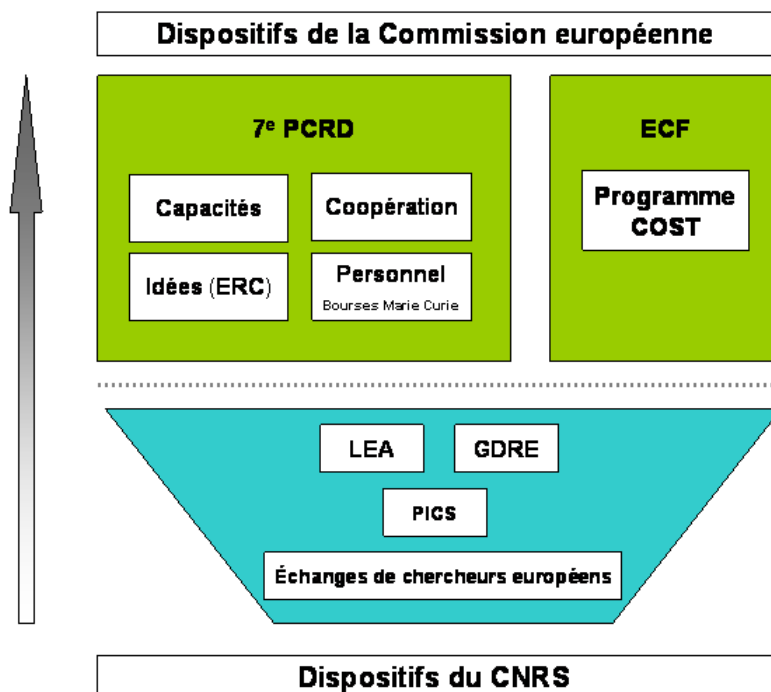 Dispositifs de la Commission européenne
7e PCRD
Capacités
Coopération
Idées (ERC)
Personnel
Bourses Marie Curie
ECF
Programme
COST
LEA
GDRE
PICS
Échanges de chercheurs européens
Dispositifs du CNRS